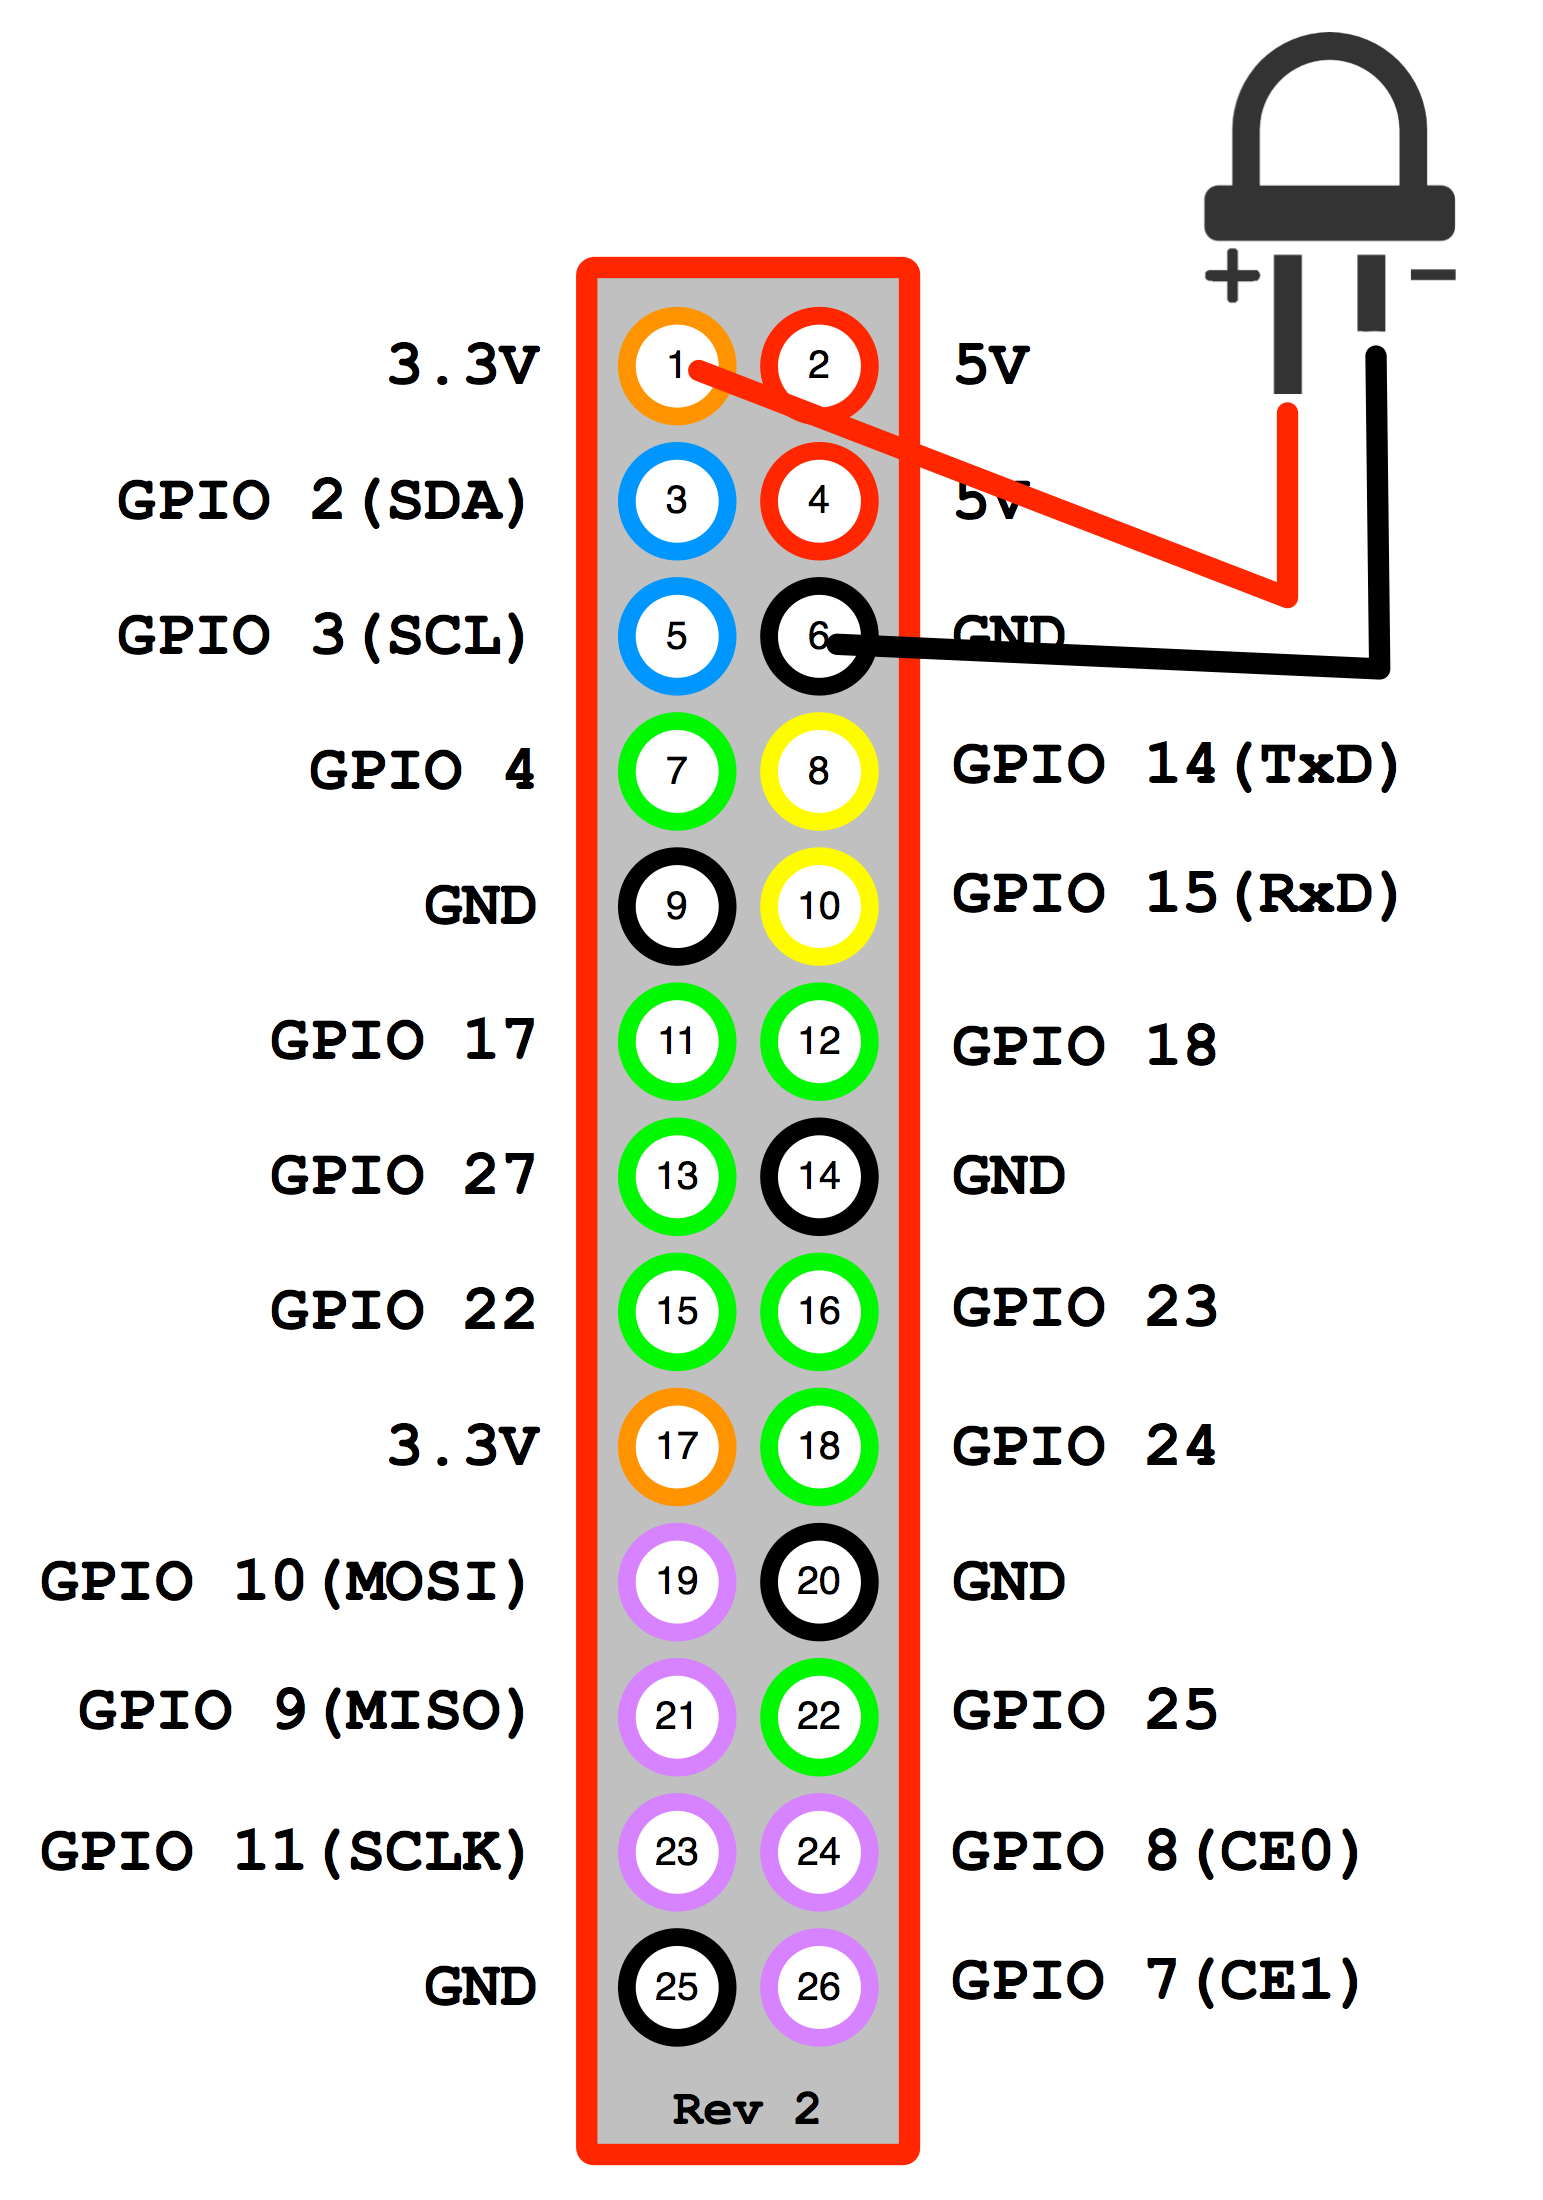 + −
3.3V 1 2 5V
GPIO 2(SDA) 3 4 5V
GPIO 3(SCL) 5 6 GND
GPIO 4 7 8 GPIO 14(TxD)
GND 9 10 GPIO 15(RxD)
GPIO 17 11 12 GPIO 18
GPIO 27 13 14 GND
GPIO 22 15 16 GPIO 23
3.3V 17 18 GPIO 24
GPIO 10(MOSI) 19 20 GND
GPIO 9(MISO) 21 22 GPIO 25
GPIO 11(SCLK) 23 24 GPIO 8(CE0)
GND 25 26 GPIO 7(CE1)
Rev 2